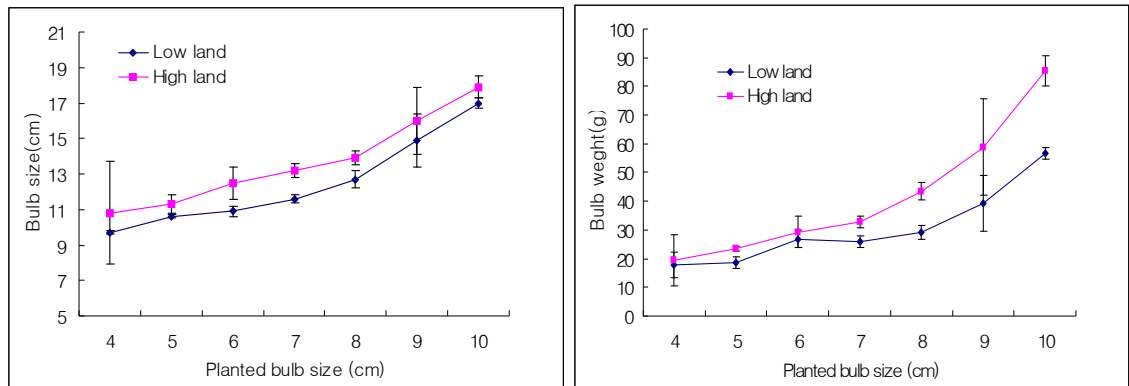 21
19
17
15
13
11
9
7
5
Bulb size(cm)
Low land
High land
4 5 6 7 8 9 10
Planted bulb size (cm)
100
90
80
70
60
50
40
30
20
10
0
Bulb weght(g)
Low land
High land
4 5 6 7 8 9 10
Planted bulb size (cm)